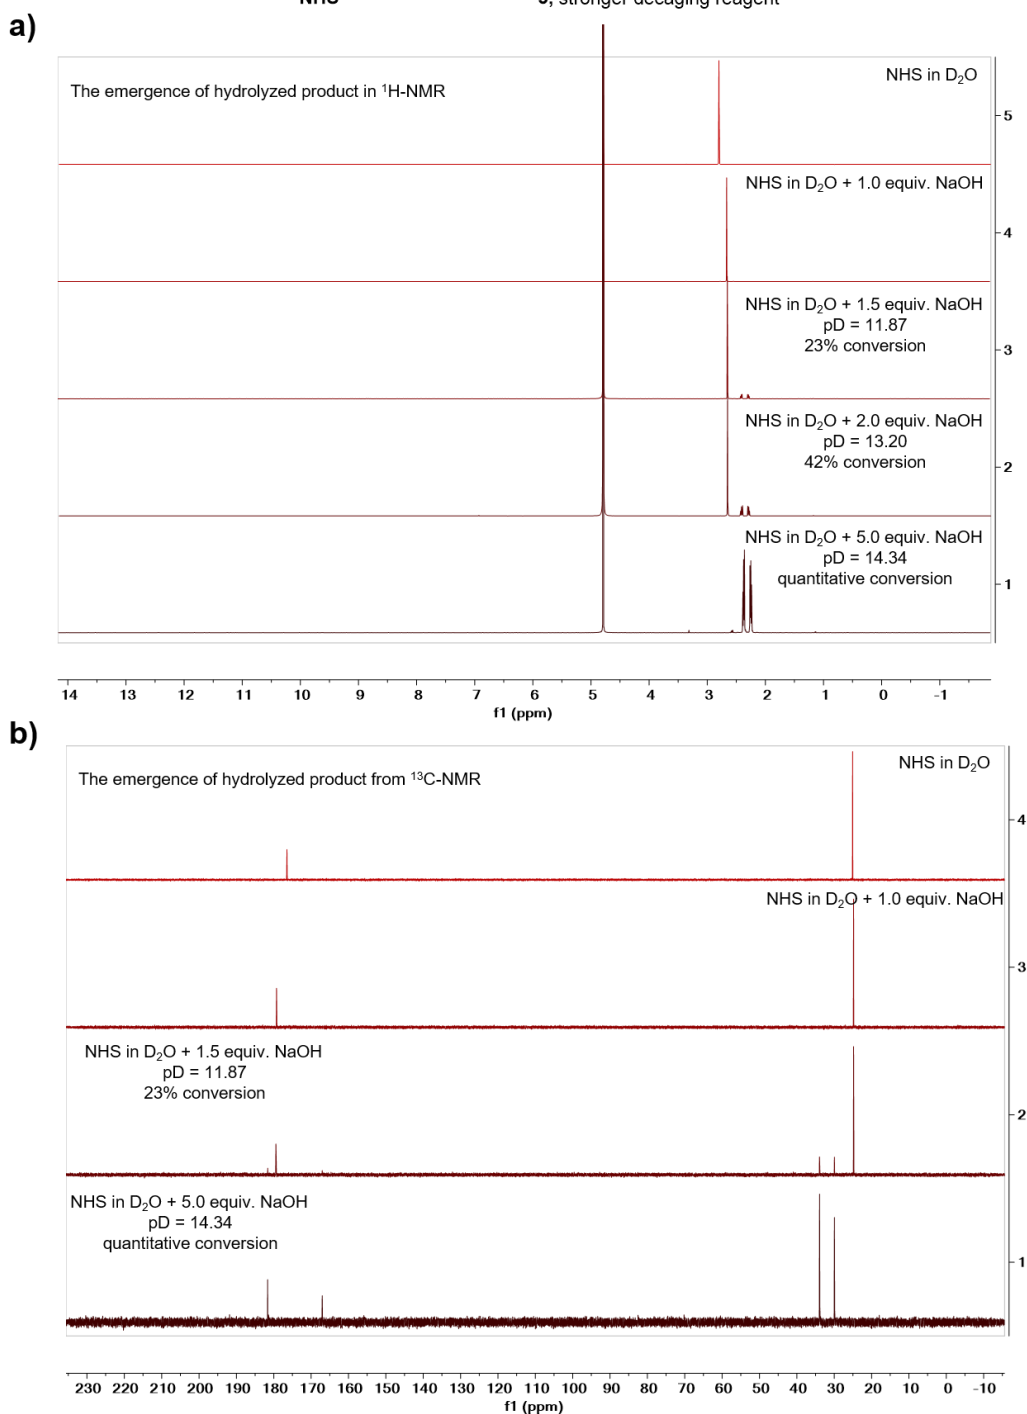 NHS
3, stronger decaging reagent
a)
The emergence of hydrolyzed product in ¹H-NMR
NHS in D₂O
5
NHS in D₂O + 1.0 equiv. NaOH
4
NHS in D₂O + 1.5 equiv. NaOH
pD = 11.87
23% conversion
3
NHS in D₂O + 2.0 equiv. NaOH
pD = 13.20
42% conversion
2
NHS in D₂O + 5.0 equiv. NaOH
pD = 14.34
quantitative conversion
1
14 13 12 11 10 9 8 7 6 5 4 3 2 1 0 -1
f1 (ppm)
b)
The emergence of hydrolyzed product from ¹³C-NMR
NHS in D₂O
4
NHS in D₂O + 1.0 equiv. NaOH
3
NHS in D₂O + 1.5 equiv. NaOH
pD = 11.87
23% conversion
2
NHS in D₂O + 5.0 equiv. NaOH
pD = 14.34
quantitative conversion
1
230 220 210 200 190 180 170 160 150 140 130 120 110 100 90 80 70 60 50 40 30 20 10 0 -10
f1 (ppm)